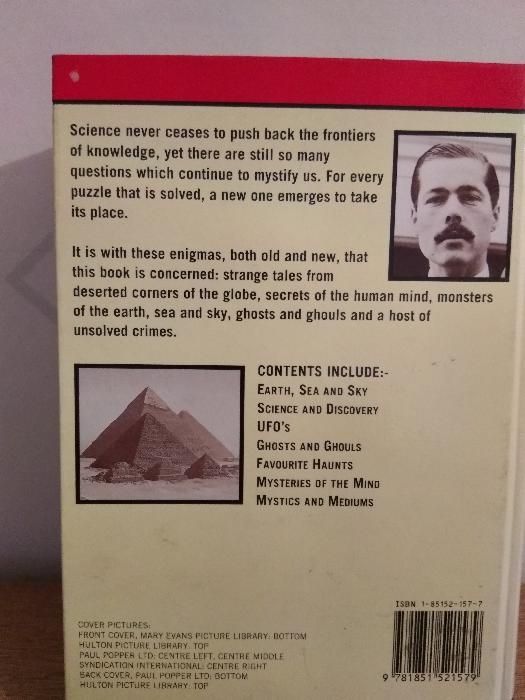 Science never ceases to push back the frontiers
of knowledge, yet there are still so many
questions which continue to mystify us. For every
puzzle that is solved, a new one emerges to take
its place.
It is with these enigmas, both old and new, that
this book is concerned: strange tales from
deserted corners of the globe, secrets of the human mind, monsters
of the earth, sea and sky, ghosts and ghouls and a host of
unsolved crimes.
CONTENTS INCLUDE:-
EARTH, SEA AND SKY
SCIENCE AND DISCOVERY
UFO's
GHOSTS AND GHOULS
FAVOURITE HAUNTS
MYSTERIES OF THE MIND
MYSTICS AND MEDIUMS
COVER PICTURES:
FRONT COVER, MARY EVANS PICTURE LIBRARY: BOTTOM
HULTON PICTURE LIBRARY: TOP
PAUL POPPER LTD: CENTRE LEFT, CENTRE MIDDLE
SYNDICATION INTERNATIONAL: CENTRE RIGHT
BACK COVER, PAUL POPPER LTD: BOTTOM
HULTON PICTURE LIBRARY: TOP
ISBN 1-85152-157-7
9 781851 521579